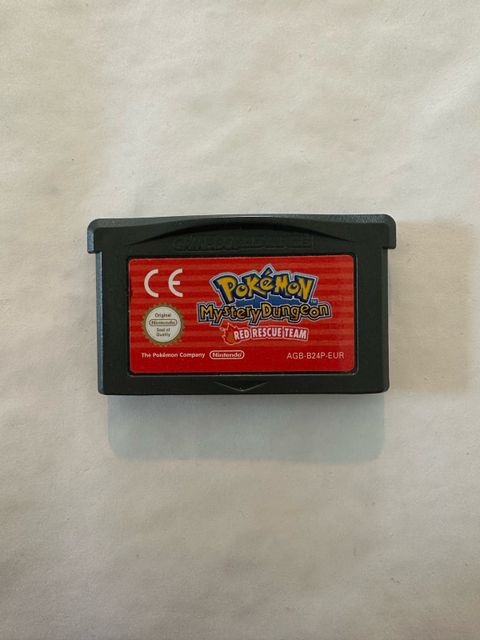 GAME BOY ADVANCE
CE
POKÉMON
Mystery Dungeon
RED RESCUE TEAM
Original
Nintendo
Seal of
Quality
The Pokémon Company
Nintendo
AGB-B24P-EUR